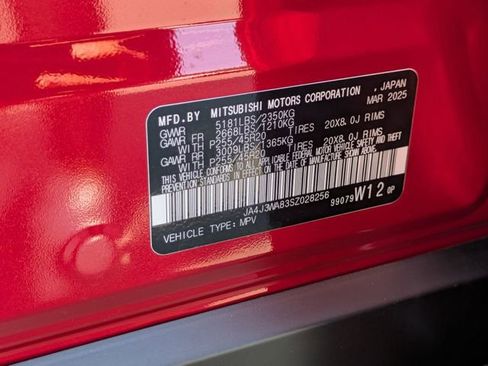 MFD.BY MITSUBISHI MOTORS CORPORATION , JAPAN
MAR 2025
GVWR 5181LBS/2350KG
GAWR FR 2668LBS/1210KG
WITH P255/45R20 TIRES 20X8.0J RIMS
GAWR RR 3009LBS/1365KG
WITH P255/45R20 TIRES 20X8.0J RIMS
THIS VEHICLE CONFORMS TO ALL APPLICABLE FEDERAL MOTOR VEHICLE SAFETY,
BUMPER AND THEFT PREVENTION STANDARDS IN EFFECT ON THE DATE OF
MANUFACTURE SHOWN ABOVE.
JA4J3WA83SZ028256
99079 W12 0P
VEHICLE TYPE: MPV